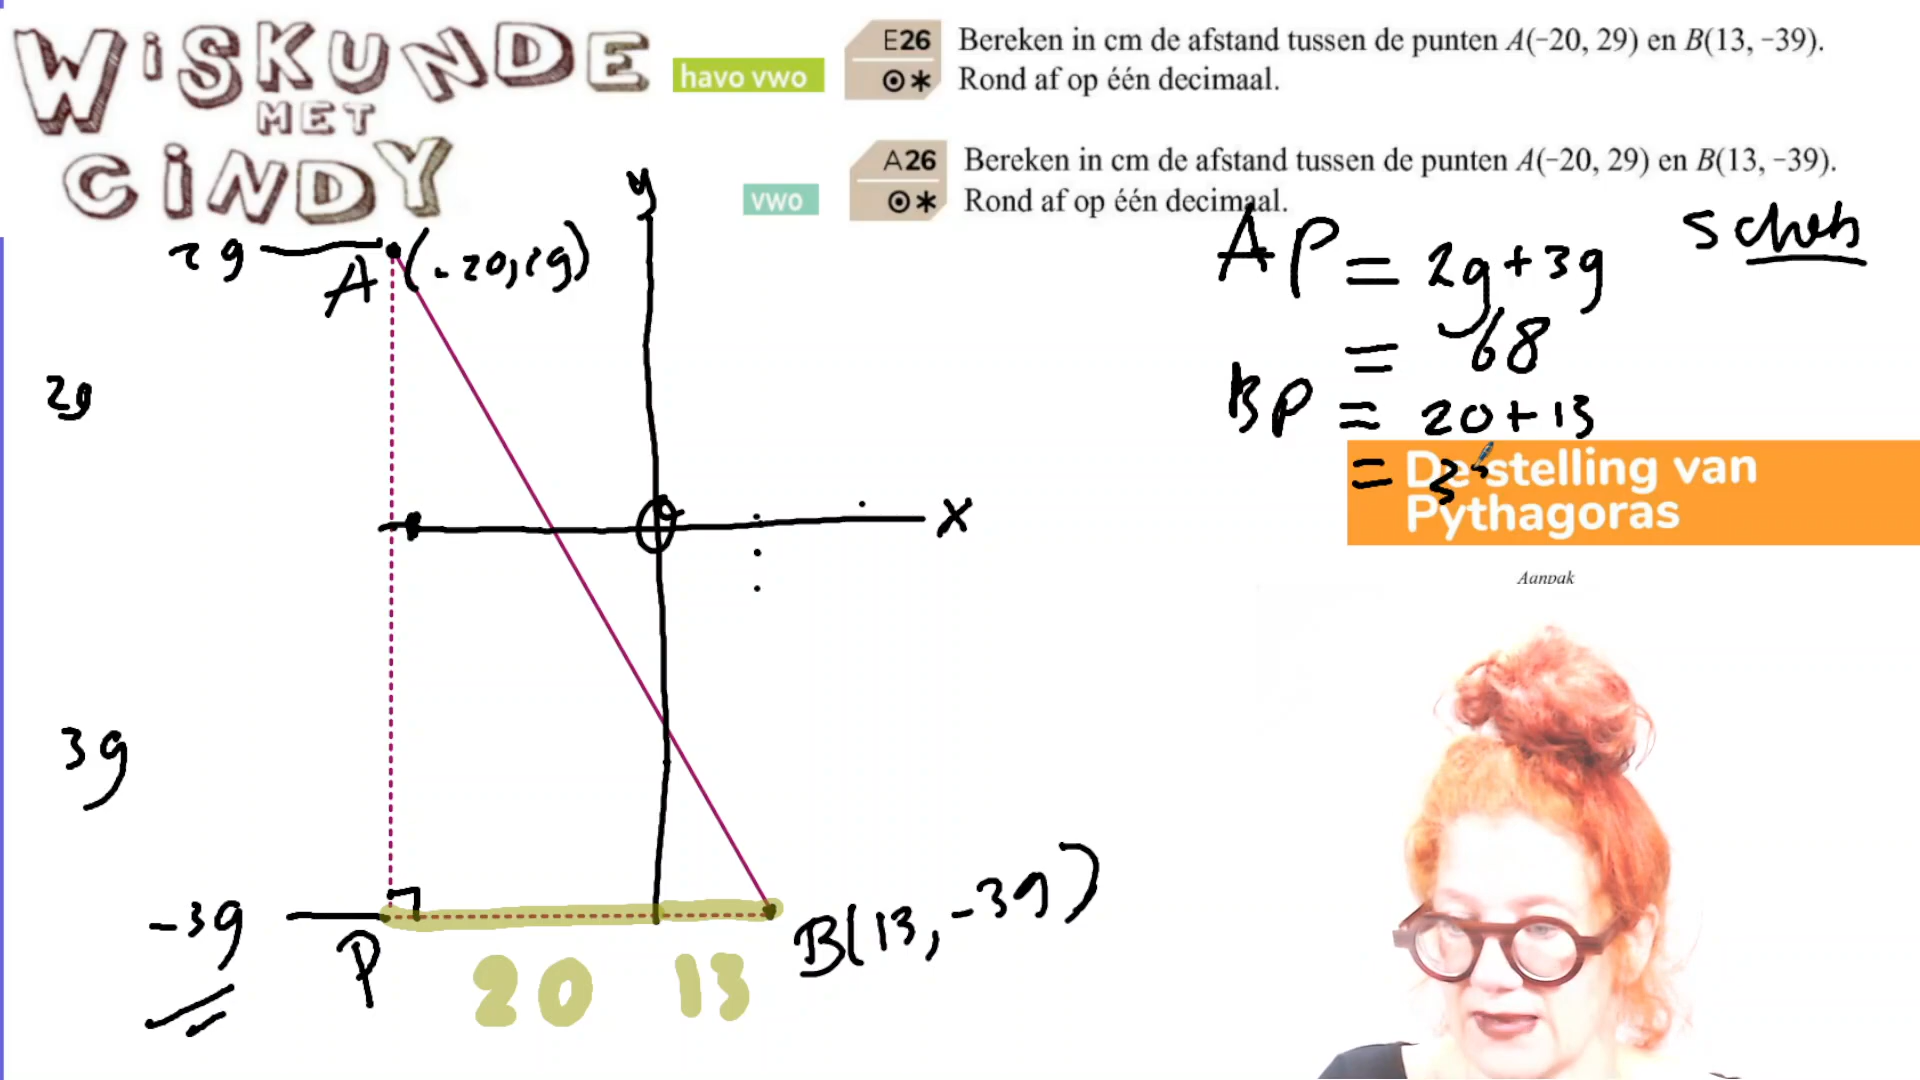 WiSKUNDE
MET
CiNDY
havo vwo
E26
Bereken in cm de afstand tussen de punten A(−20, 29) en B(13, −39).
Rond af op één decimaal.
vwo
A26
Bereken in cm de afstand tussen de punten A(−20, 29) en B(13, −39).
Rond af op één decimaal.
schets
y
29
A(-20,29)
AP = 29+39
= 68
BP = 20+13
= 3
De stelling van
Pythagoras
Aanpak
29
x
39
-39
P
20 13
B(13,-39)